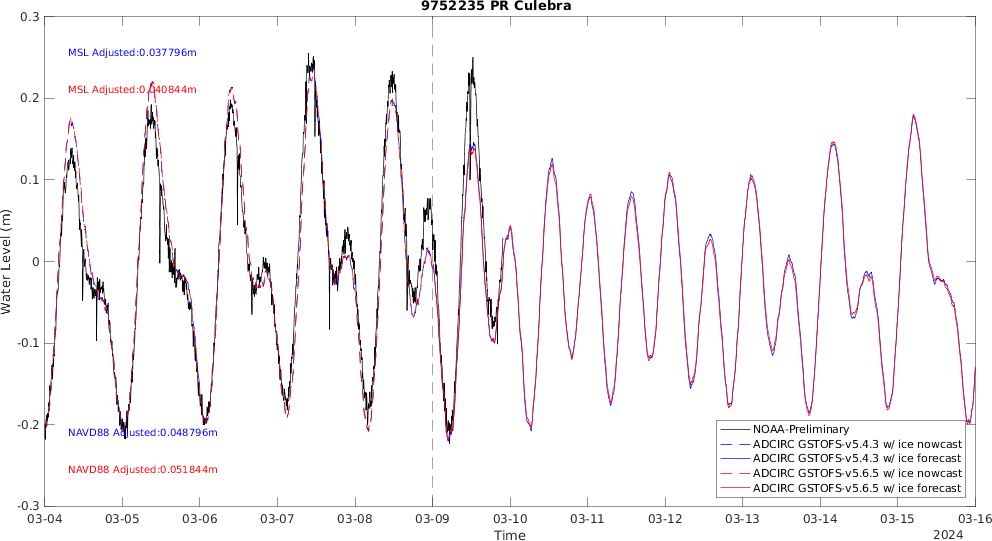 9752235 PR Culebra
0.3
0.2
0.1
0
-0.1
-0.2
-0.3
Water Level (m)
MSL Adjusted:0.037796m
MSL Adjusted:0.040844m
NAVD88 Adjusted:0.048796m
NAVD88 Adjusted:0.051844m
NOAA-Preliminary
ADCIRC GSTOFS-v5.4.3 w/ ice nowcast
ADCIRC GSTOFS-v5.4.3 w/ ice forecast
ADCIRC GSTOFS-v5.6.5 w/ ice nowcast
ADCIRC GSTOFS-v5.6.5 w/ ice forecast
03-04 03-05 03-06 03-07 03-08 03-09 03-10 03-11 03-12 03-13 03-14 03-15 03-16
Time
2024